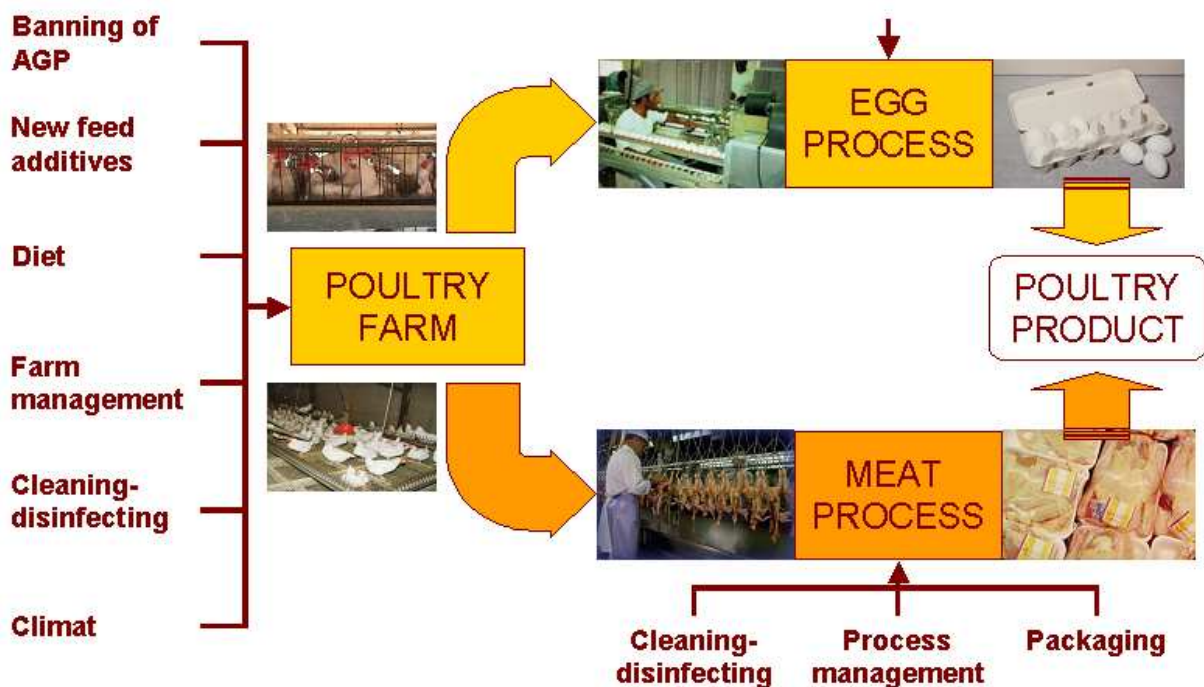 Banning of
AGP
New feed
additives
Diet
Farm
management
Cleaning-
disinfecting
Climat
POULTRY
FARM
EGG
PROCESS
POULTRY
PRODUCT
MEAT
PROCESS
Cleaning-
disinfecting
Process
management
Packaging